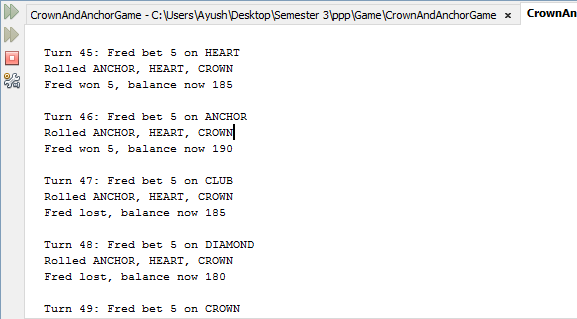 CrownAndAnchorGame - C:\Users\Ayush\Desktop\Semester 3\ppp\Game\CrownAndAnchorGame × CrownAn
Turn 45: Fred bet 5 on HEART
Rolled ANCHOR, HEART, CROWN
Fred won 5, balance now 185
Turn 46: Fred bet 5 on ANCHOR
Rolled ANCHOR, HEART, CROWN
Fred won 5, balance now 190
Turn 47: Fred bet 5 on CLUB
Rolled ANCHOR, HEART, CROWN
Fred lost, balance now 185
Turn 48: Fred bet 5 on DIAMOND
Rolled ANCHOR, HEART, CROWN
Fred lost, balance now 180
Turn 49: Fred bet 5 on CROWN